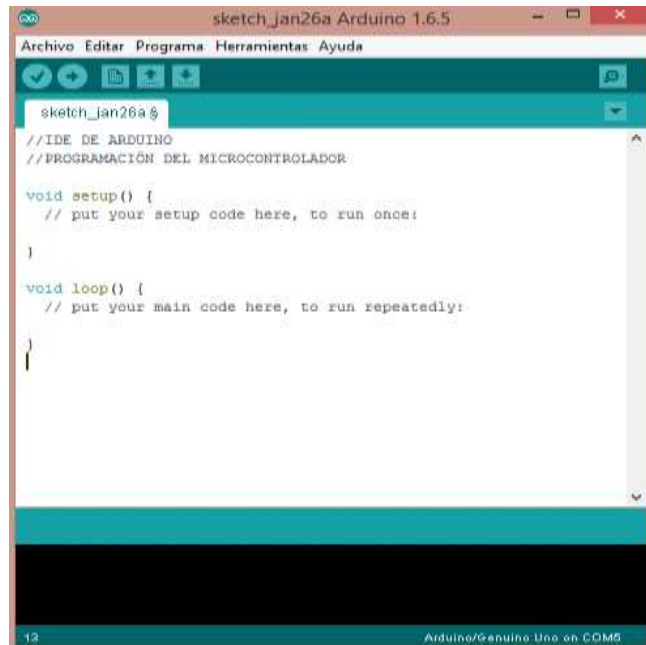 sketch_jan26a Arduino 1.6.5
Archivo Editar Programa Herramientas Ayuda
sketch_jan26a §
//IDE DE ARDUINO
//PROGRAMACIÖN DEL MICROCONTROLADOR
void setup() {
// put your setup code here, to run once:
}
void loop() {
// put your main code here, to run repeatedly:
}
13
Arduino/Genuino Uno on COM5